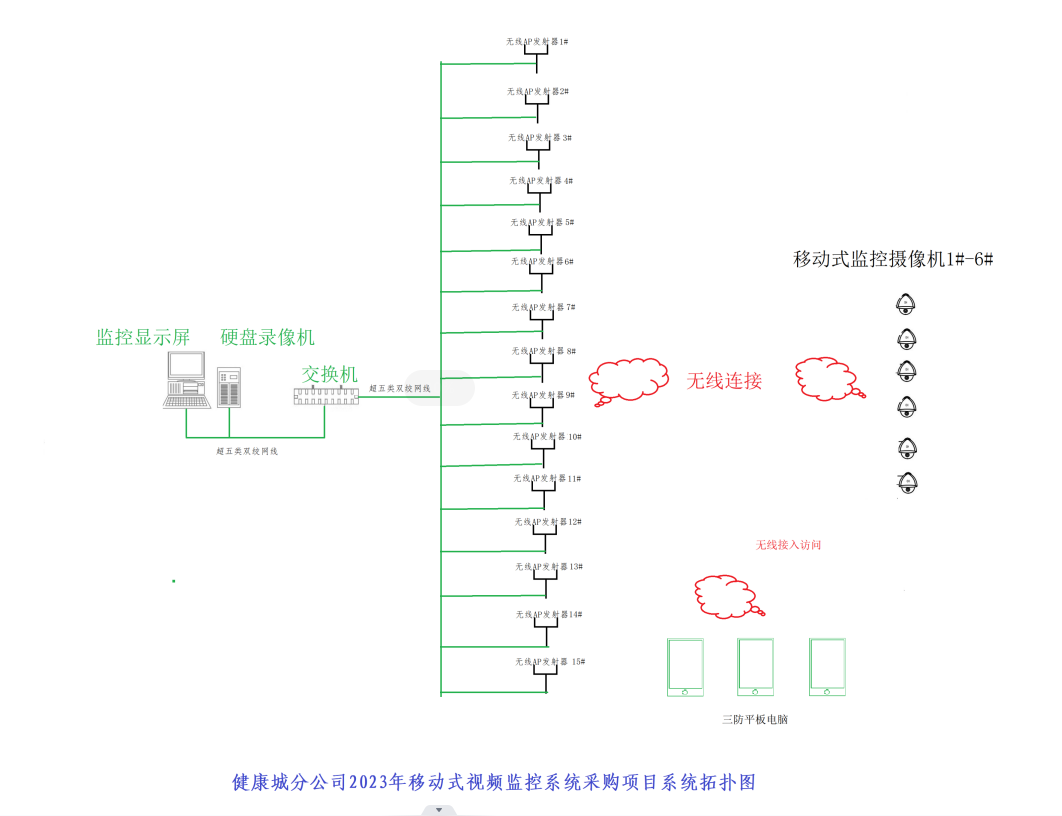 无线AP发射器1#
无线AP发射器2#
无线AP发射器3#
无线AP发射器4#
无线AP发射器5#
无线AP发射器6#
无线AP发射器7#
无线AP发射器8#
无线AP发射器9#
无线AP发射器10#
无线AP发射器11#
无线AP发射器12#
无线AP发射器13#
无线AP发射器14#
无线AP发射器 15#
移动式监控摄像机1#-6#
监控显示屏
硬盘录像机
交换机
超五类双绞网线
超五类双绞网线
无线连接
无线接入访问
三防平板电脑
健康城分公司2023年移动式视频监控系统采购项目系统拓扑图